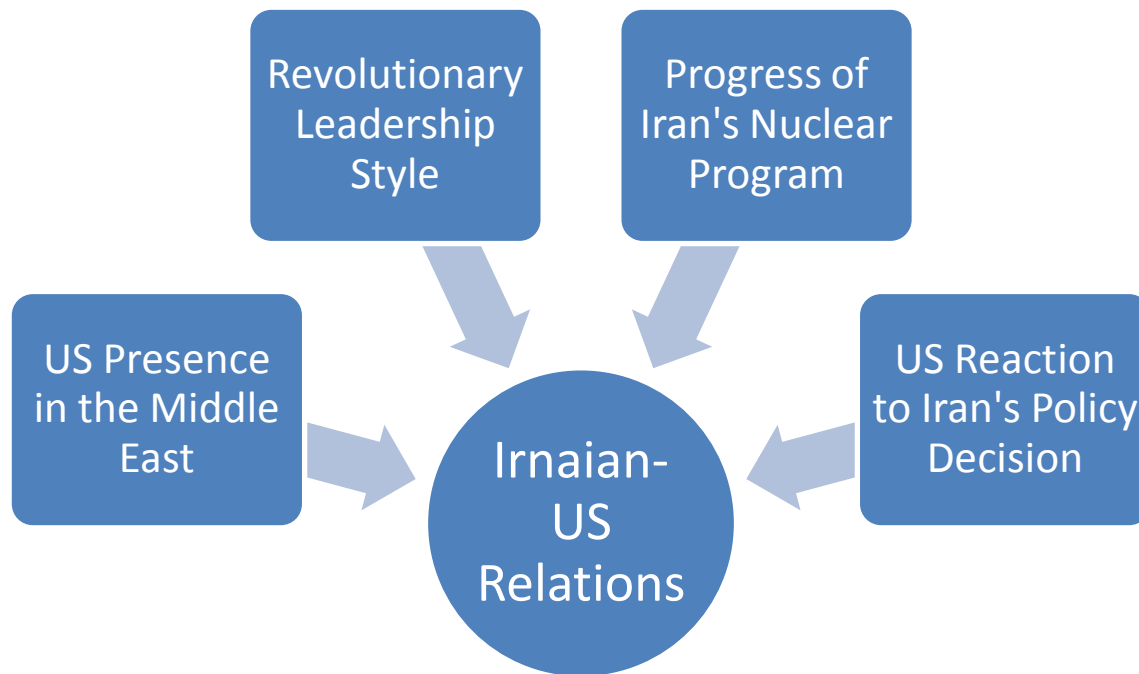 Revolutionary
Leadership
Style
Progress of
Iran's Nuclear
Program
US Presence
in the Middle
East
US Reaction
to Iran's Policy
Decision
Irnaian-
US
Relations